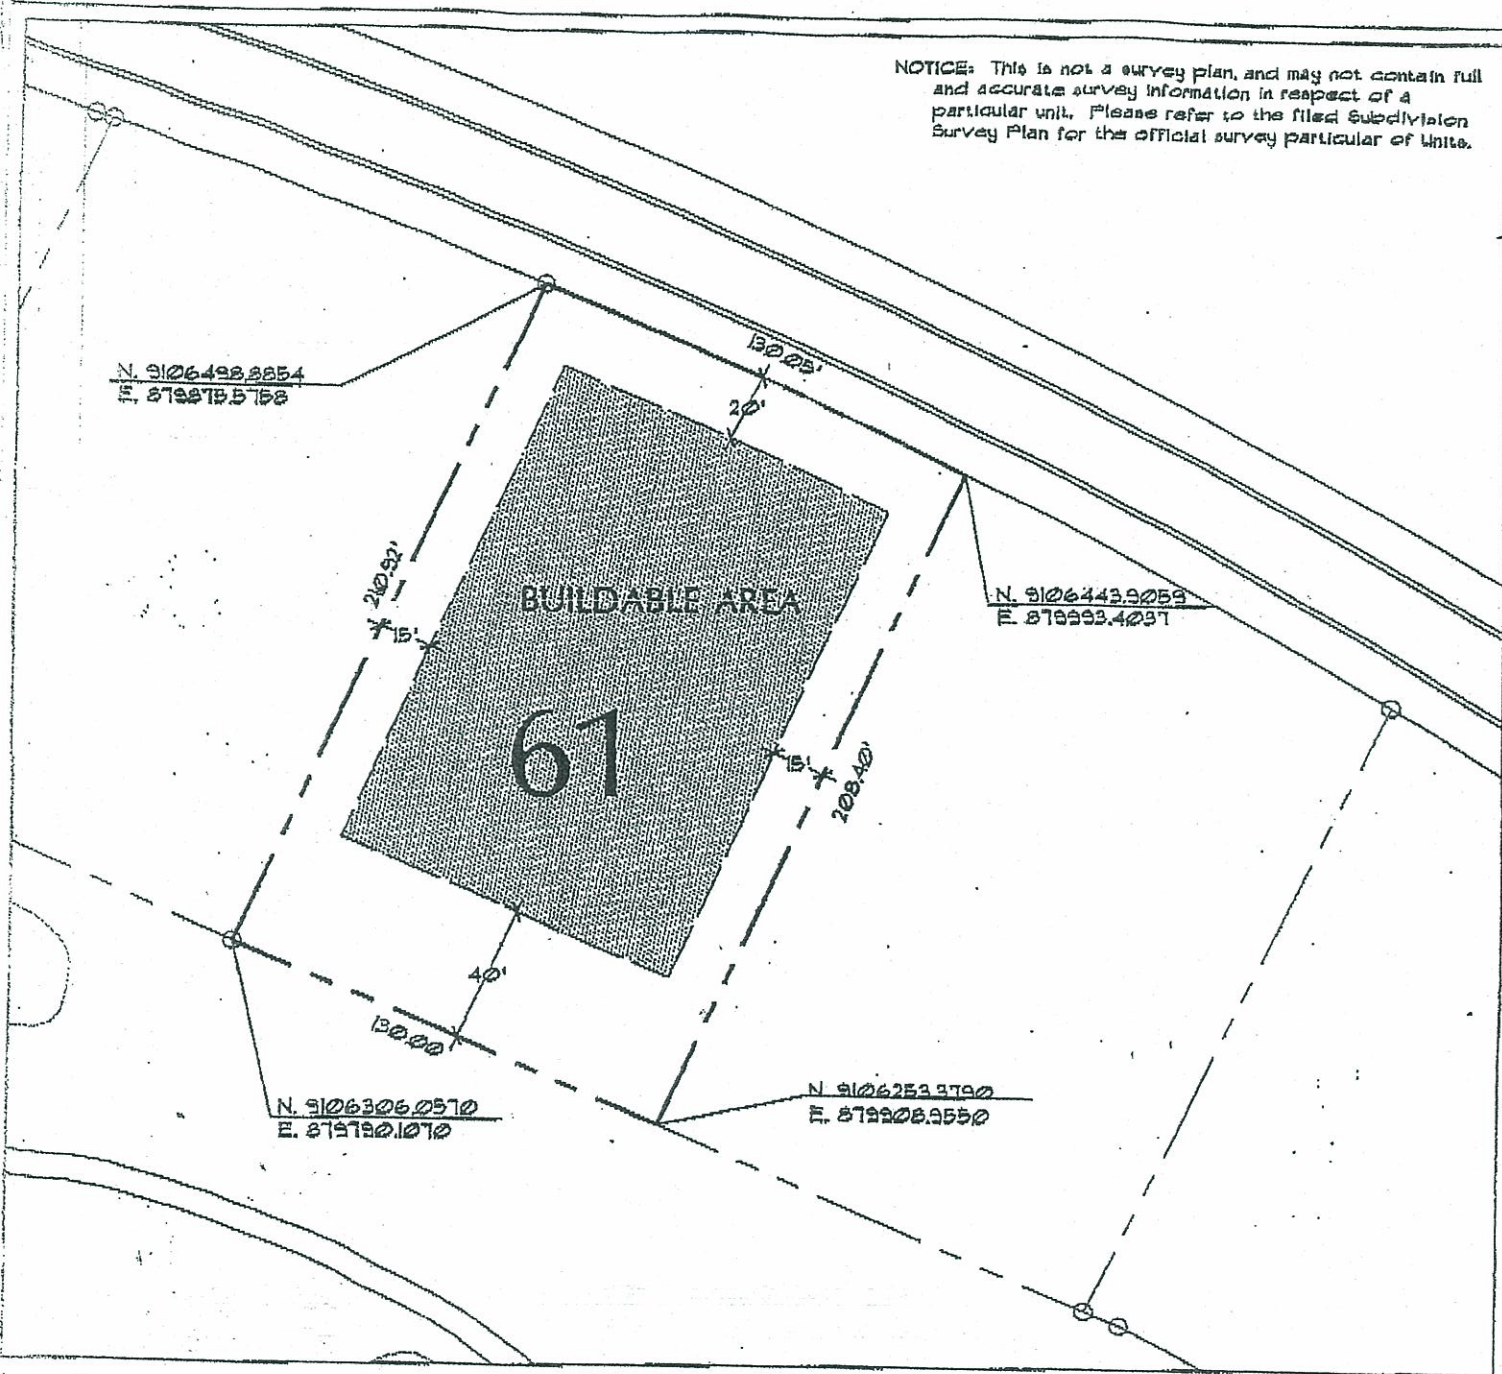 NOTICE: This is not a survey plan, and may not contain full
and accurate survey information in respect of a
particular unit. Please refer to the filed Subdivision
Survey Plan for the official survey particular of Units.
130.05'
20'
N. 9106498.8854
E. 879875.5758
BUILDABLE AREA
N. 9106443.9059
E. 879993.4037
15'
61
15'
208.40'
40'
130.00'
N. 9106306.0570
E. 879790.1070
N. 9106253.3790
E. 879908.9550